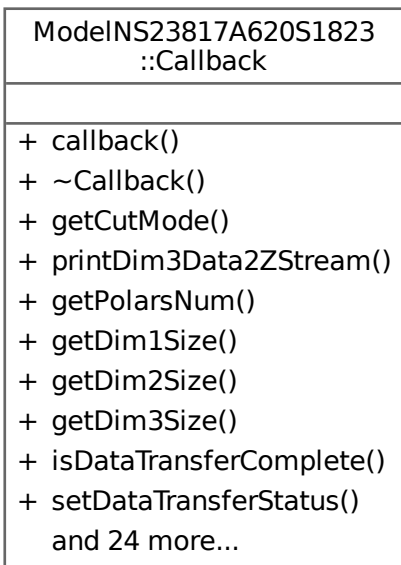 ModelNS23817A620S1823
::Callback
+ callback()
+ ~Callback()
+ getCutMode()
+ printDim3Data2ZStream()
+ getPolarsNum()
+ getDim1Size()
+ getDim2Size()
+ getDim3Size()
+ isDataTransferComplete()
+ setDataTransferStatus()
and 24 more...